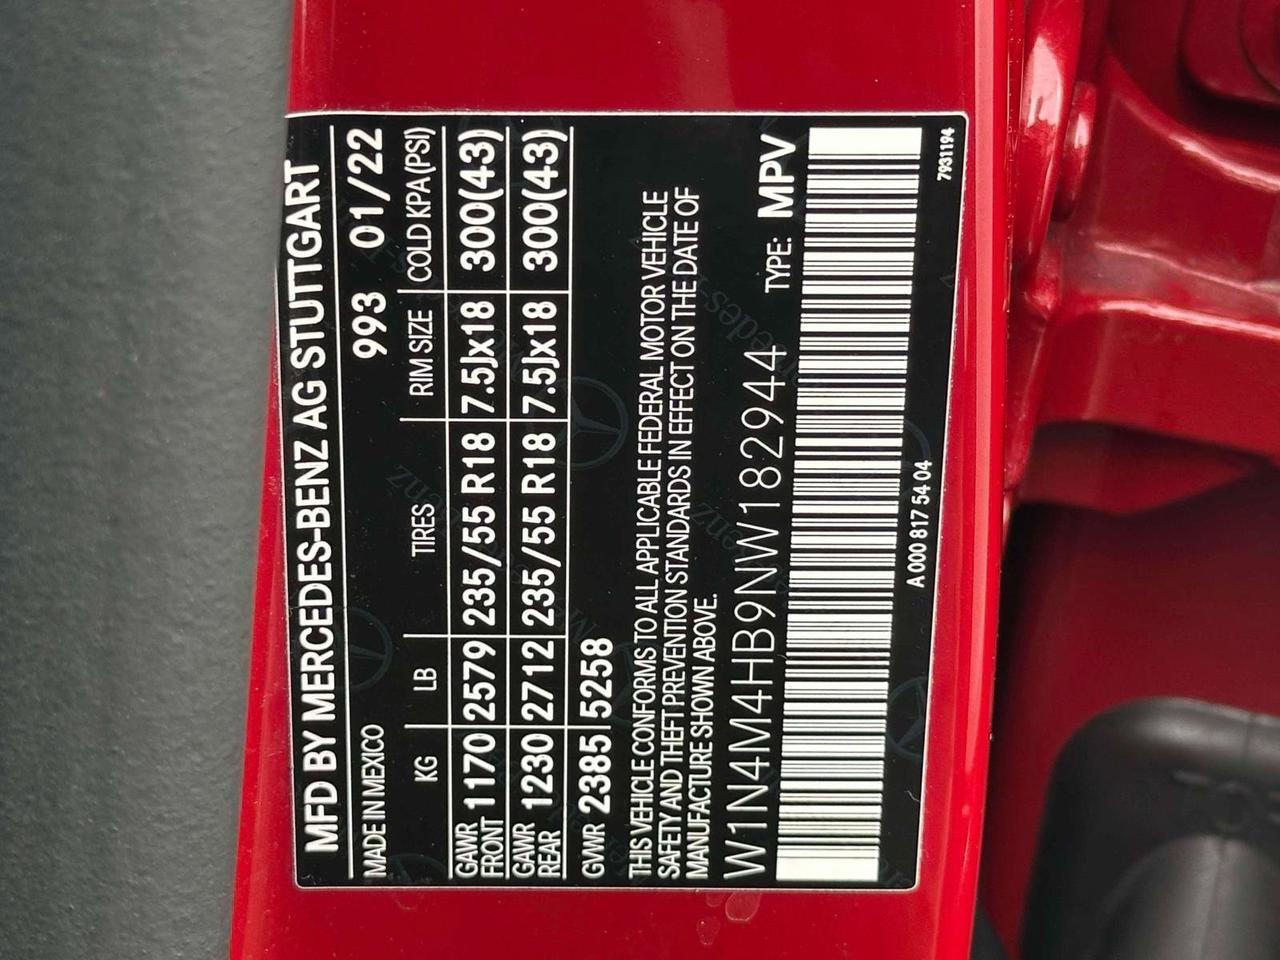 MFD BY MERCEDES-BENZ AG STUTTGART
MADE IN MEXICO 993 01/22
KG LB TIRES RIM SIZE COLD KPA (PSI)
GAWR FRONT 1170 2579 235/55 R18 7.5Jx18 300(43)
GAWR REAR 1230 2712 235/55 R18 7.5Jx18 300(43)
GVWR 2385 5258
THIS VEHICLE CONFORMS TO ALL APPLICABLE FEDERAL MOTOR VEHICLE
SAFETY AND THEFT PREVENTION STANDARDS IN EFFECT ON THE DATE OF
MANUFACTURE SHOWN ABOVE.
W1N4M4HB9NW182944 TYPE: MPV
A 000 817 54 04 7931194